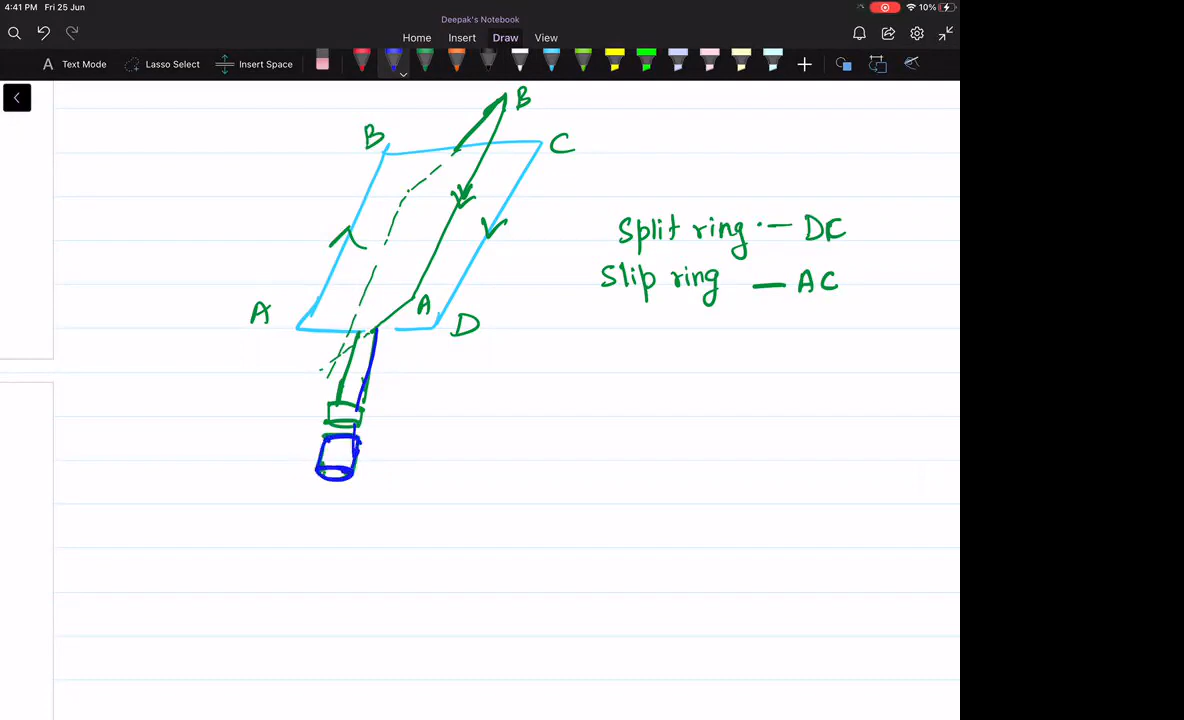 4:41 PM Fri 25 Jun
10%
Deepak's Notebook
Home Insert Draw View
Text Mode Lasso Select Insert Space
B
B
C
Split ring - DC
Slip ring - AC
A
A
D